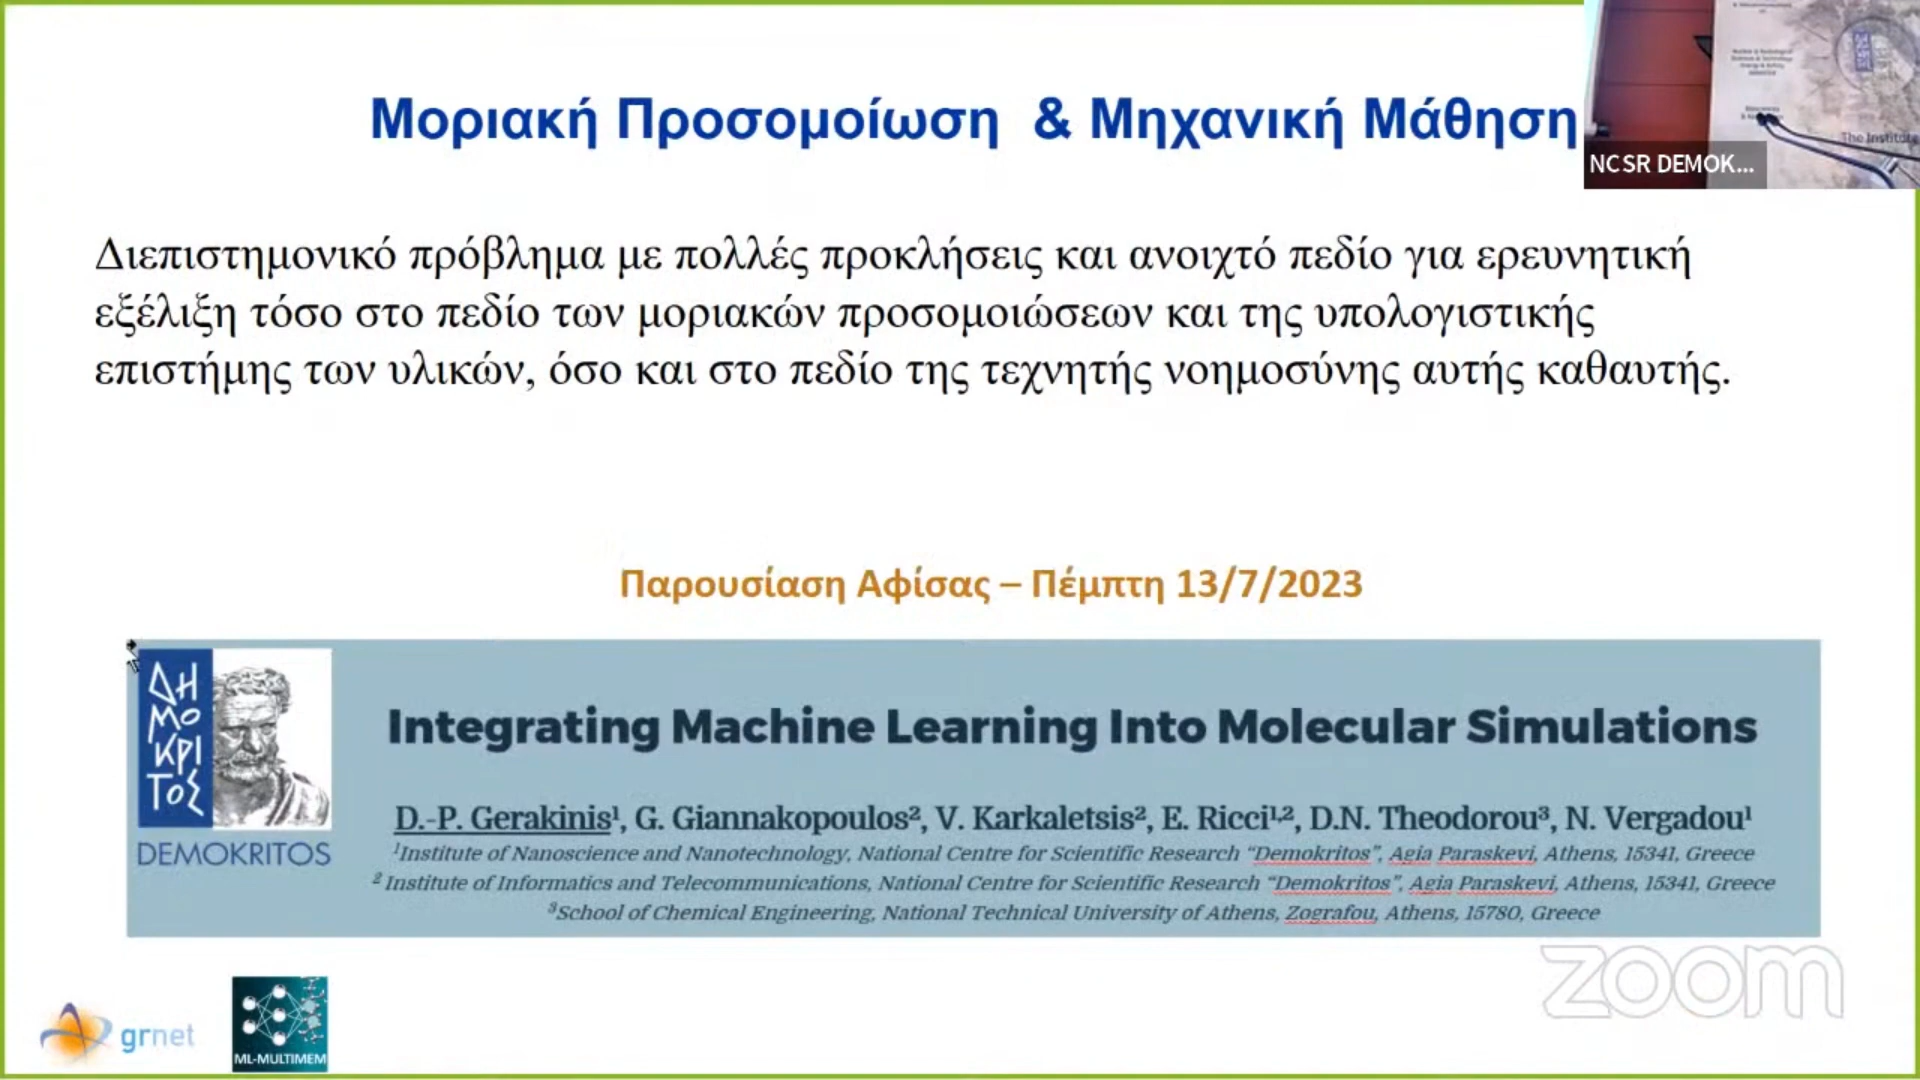 Μοριακή Προσομοίωση & Μηχανική Μάθηση
NCSR DEMOK...
The Institute
Διεπιστημονικό πρόβλημα με πολλές προκλήσεις και ανοιχτό πεδίο για ερευνητική
εξέλιξη τόσο στο πεδίο των μοριακών προσομοιώσεων και της υπολογιστικής
επιστήμης των υλικών, όσο και στο πεδίο της τεχνητής νοημοσύνης αυτής καθαυτής.
Παρουσίαση Αφίσας – Πέμπτη 13/7/2023
ΔΗ
ΜΟ
ΚΡΙ
ΤΟΣ
DEMOKRITOS
Integrating Machine Learning Into Molecular Simulations
D.-P. Gerakinis¹, G. Giannakopoulos², V. Karkaletsis², E. Ricci¹,², D.N. Theodorou³, N. Vergadou¹
¹Institute of Nanoscience and Nanotechnology, National Centre for Scientific Research “Demokritos”, Agia Paraskevi, Athens, 15341, Greece
² Institute of Informatics and Telecommunications, National Centre for Scientific Research “Demokritos”, Agia Paraskevi, Athens, 15341, Greece
³School of Chemical Engineering, National Technical University of Athens, Zografou, Athens, 15780, Greece
zoom
grnet
ML-MULTIMEM